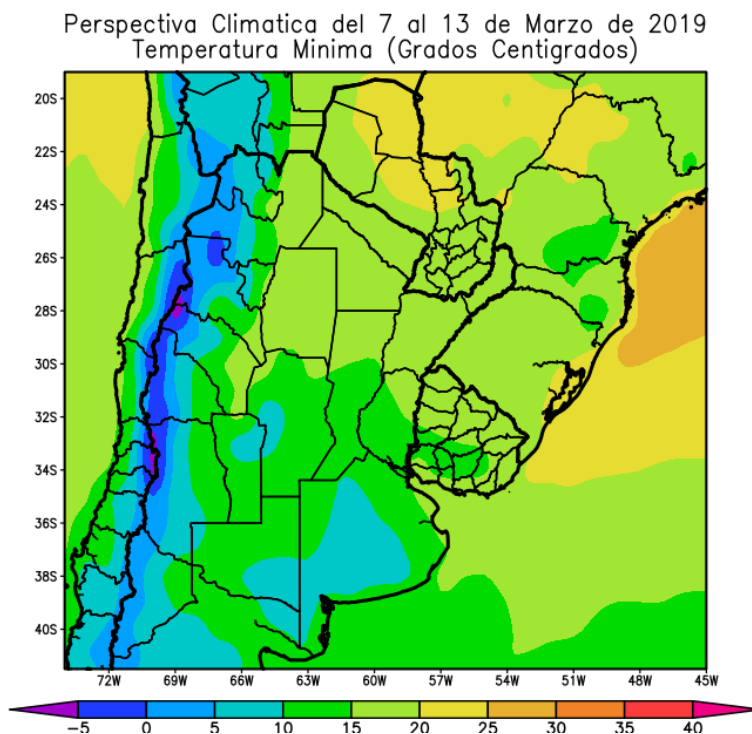 Perspectiva Climatica del 7 al 13 de Marzo de 2019
Temperatura Minima (Grados Centigrados)
20S
22S
24S
26S
28S
30S
32S
34S
36S
38S
40S
72W 69W 66W 63W 60W 57W 54W 51W 48W 45W
−5 0 5 10 15 20 25 30 35 40